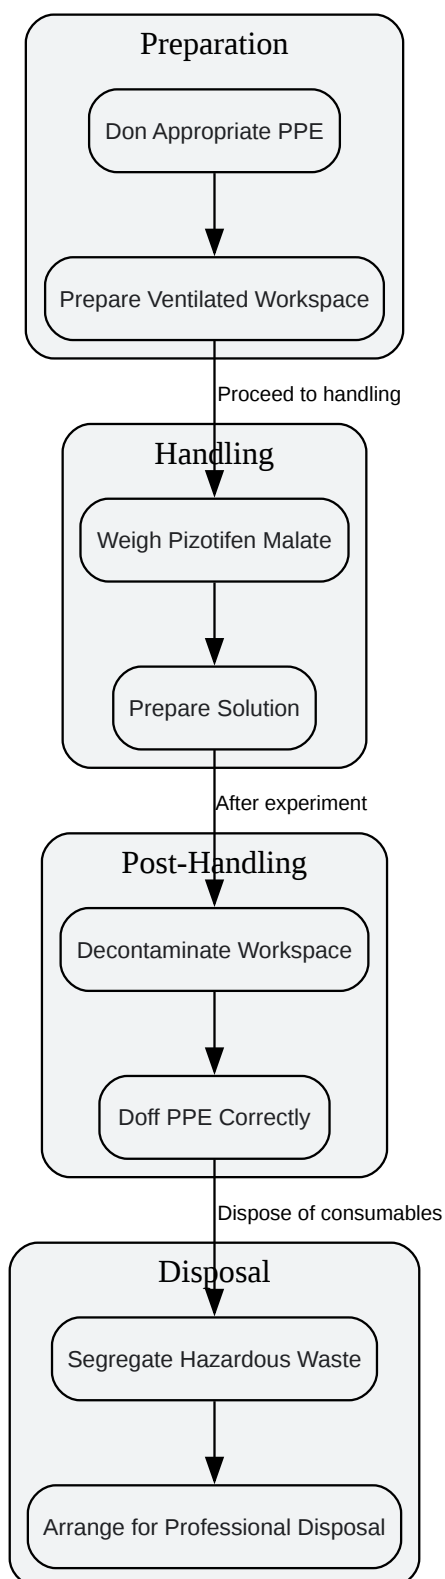 Preparation
Don Appropriate PPE
Prepare Ventilated Workspace
Proceed to handling
Handling
Weigh Pizotifen Malate
Prepare Solution
After experiment
Post-Handling
Decontaminate Workspace
Doff PPE Correctly
Dispose of consumables
Disposal
Segregate Hazardous Waste
Arrange for Professional Disposal